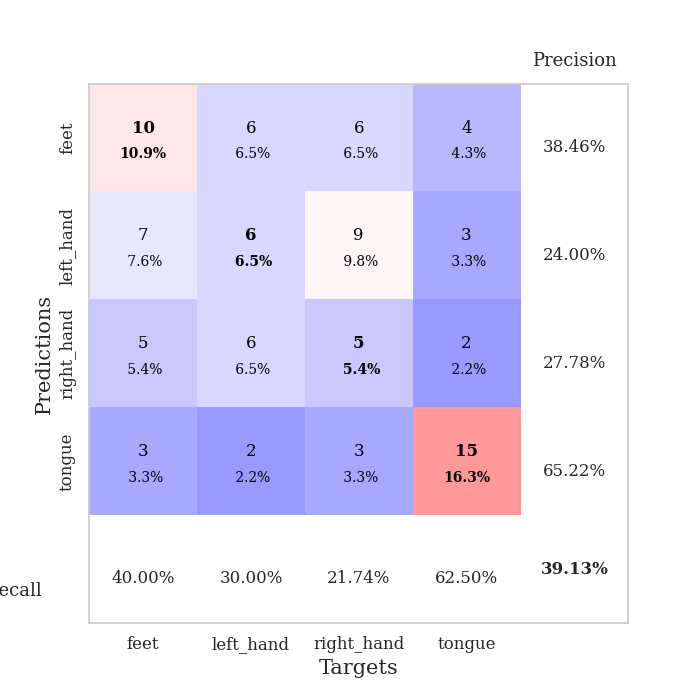 Precision
feet
10 6 6 4
10.9% 6.5% 6.5% 4.3%
38.46%
left_hand
7 6 9 3
7.6% 6.5% 9.8% 3.3%
24.00%
Predictions
right_hand
5 6 5 2
5.4% 6.5% 5.4% 2.2%
27.78%
tongue
3 2 3 15
3.3% 2.2% 3.3% 16.3%
65.22%
ecall
40.00% 30.00% 21.74% 62.50% 39.13%
feet left_hand right_hand tongue
Targets